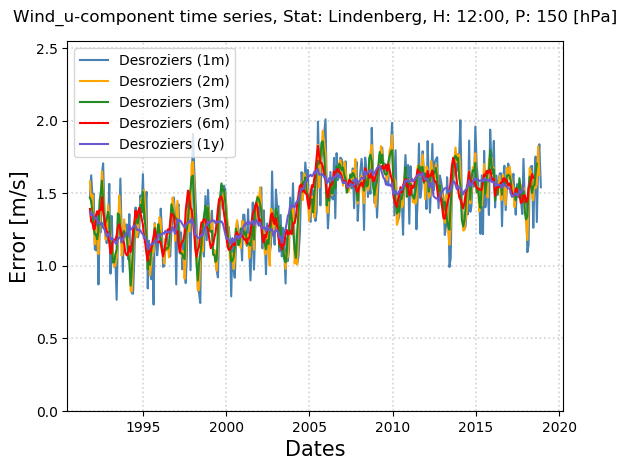 Wind_u-component time series, Stat: Lindenberg, H: 12:00, P: 150 [hPa]
2.5
2.0
1.5
1.0
0.5
0.0
Error [m/s]
Desroziers (1m)
Desroziers (2m)
Desroziers (3m)
Desroziers (6m)
Desroziers (1y)
1995
2000
2005
2010
2015
2020
Dates